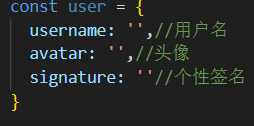 const user = {
  username: '',//用户名
  avatar: '',//头像
  signature: ''//个性签名
}